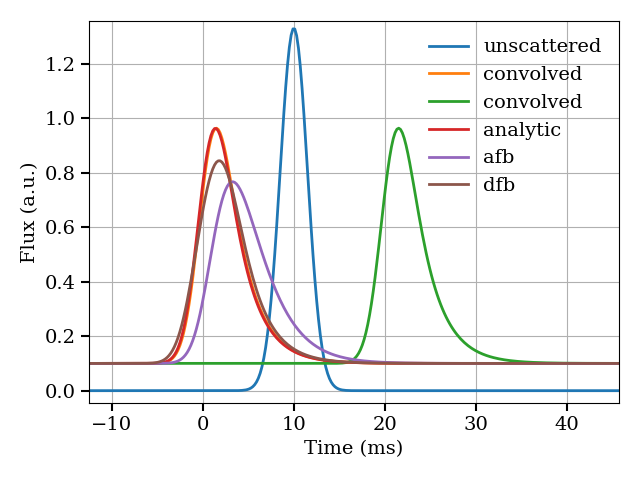 unscattered
convolved
convolved
analytic
afb
dfb
Flux (a.u.)
1.2
1.0
0.8
0.6
0.4
0.2
0.0
−10 0 10 20 30 40
Time (ms)